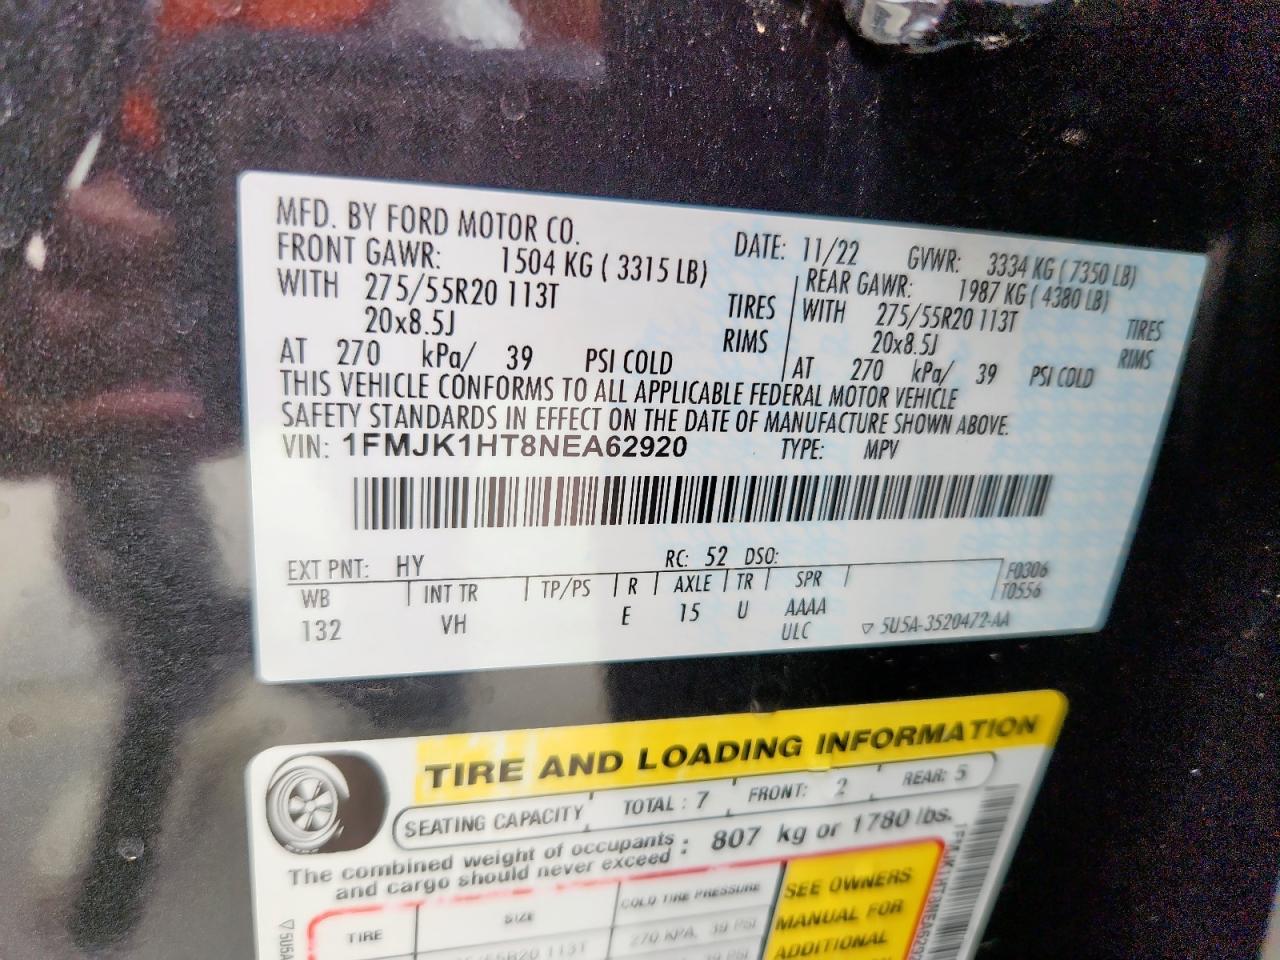 MFD. BY FORD MOTOR CO.
DATE: 11/22 GVWR: 3334 KG ( 7350 LB)
FRONT GAWR: 1504 KG ( 3315 LB) REAR GAWR: 1987 KG ( 4380 LB)
WITH 275/55R20 113T TIRES WITH 275/55R20 113T TIRES
20x8.5J RIMS 20x8.5J RIMS
AT 270 kPa/ 39 PSI COLD AT 270 kPa/ 39 PSI COLD
THIS VEHICLE CONFORMS TO ALL APPLICABLE FEDERAL MOTOR VEHICLE
SAFETY STANDARDS IN EFFECT ON THE DATE OF MANUFACTURE SHOWN ABOVE.
VIN: 1FMJK1HT8NEA62920 TYPE: MPV
EXT PNT: HY RC: 52 DSO:
WB INT TR TP/PS R AXLE TR SPR F0306
T0556
132 VH E 15 U AAAA
ULC ▽ 5U5A-3520472-AA
TIRE AND LOADING INFORMATION
SEATING CAPACITY TOTAL : 7 FRONT: 2 REAR: 5
The combined weight of occupants and cargo should never exceed : 807 kg or 1780 lbs.
TIRE SIZE COLD TIRE PRESSURE
SEE OWNERS
MANUAL FOR
ADDITIONAL
55R20 113T 270 KPA, 39 PSI
39 PSI